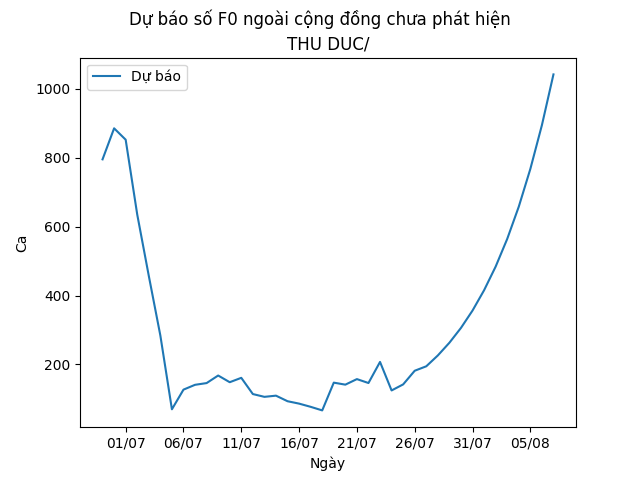 Dự báo số F0 ngoài cộng đồng chưa phát hiện
THU DUC/
Dự báo
1000
800
600
400
200
Ca
01/07 06/07 11/07 16/07 21/07 26/07 31/07 05/08
Ngày